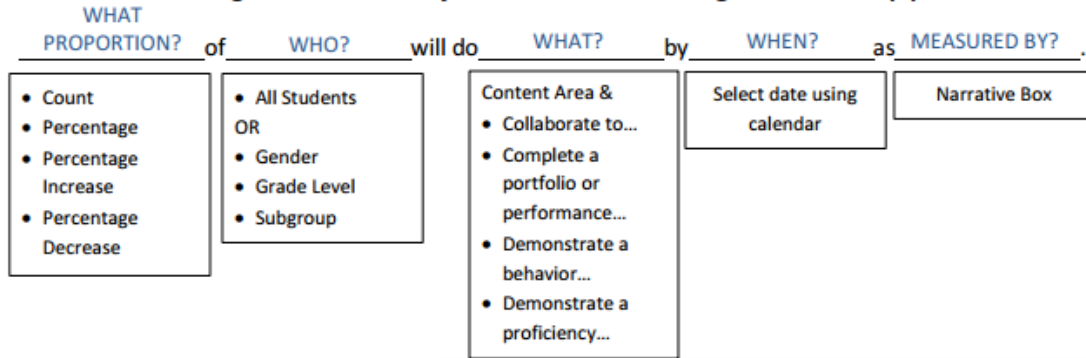 WHAT
PROPORTION? of WHO? will do WHAT? by WHEN? as MEASURED BY? .
• Count
• Percentage
• Percentage
Increase
• Percentage
Decrease
• All Students
OR
• Gender
• Grade Level
• Subgroup
Content Area &
• Collaborate to…
• Complete a
portfolio or
performance…
• Demonstrate a
behavior…
• Demonstrate a
proficiency…
Select date using
calendar
Narrative Box